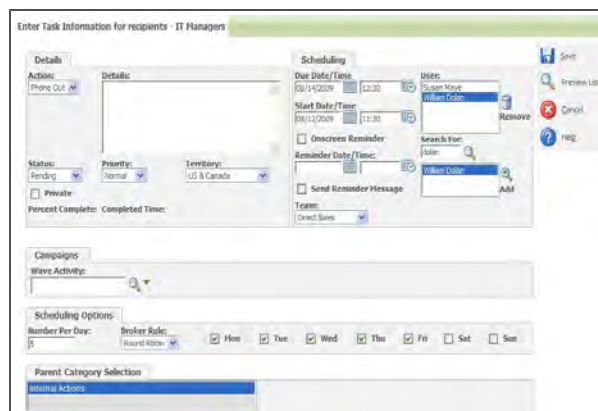 Enter Task Information for recipients - IT Managers
Details
Action:
Details:
Phone Out
Status:
Priority:
Territory:
Pending
Normal
US & Canada
Private
Percent Complete:
Completed Time:
Scheduling
Due Date/Time
User:
08/14/2009
12:30
Susan Maye
William Dolan
Start Date/Time
08/12/2009
11:30
Remove
Onscreen Reminder
Search For:
Reminder Date/Time:
dolan
William Dolan
Send Reminder Message
Add
Team:
Direct Sales
Save
Preview List
Cancel
Help
Campaigns
Wave Activity:
Scheduling Options
Number Per Day:
Broker Rule:
5
Round Robin
Mon
Tue
Wed
Thu
Fri
Sat
Sun
Parent Category Selection
Internal Actions